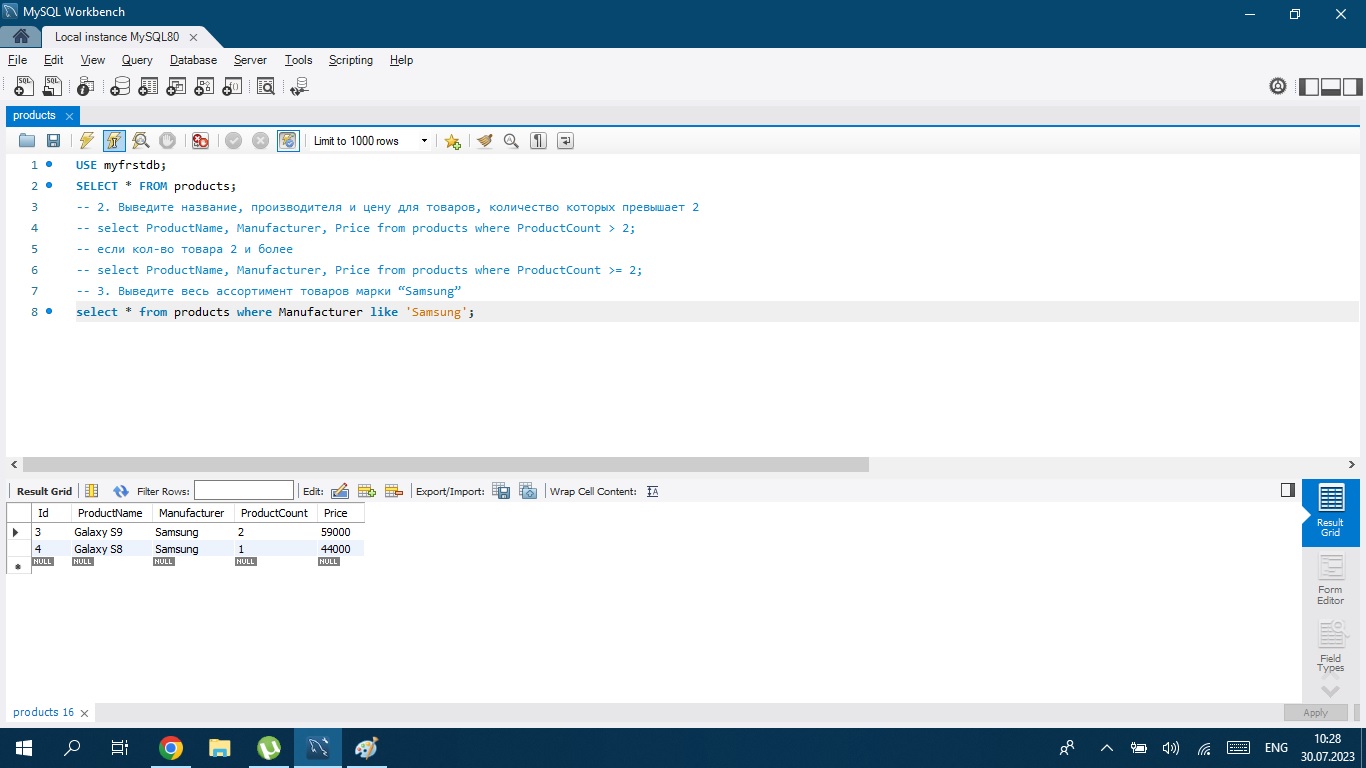 MySQL Workbench
Local instance MySQL80
File Edit View Query Database Server Tools Scripting Help
products
Limit to 1000 rows
1 USE myfrstdb;
2 SELECT * FROM products;
3 -- 2. Выведите название, производителя и цену для товаров, количество которых превышает 2
4 -- select ProductName, Manufacturer, Price from products where ProductCount > 2;
5 -- если кол-во товара 2 и более
6 -- select ProductName, Manufacturer, Price from products where ProductCount >= 2;
7 -- 3. Выведите весь ассортимент товаров марки “Samsung”
8 select * from products where Manufacturer like 'Samsung';
Result Grid Filter Rows: Edit: Export/Import: Wrap Cell Content:
Id ProductName Manufacturer ProductCount Price
3 Galaxy S9 Samsung 2 59000
4 Galaxy S8 Samsung 1 44000
NULL NULL NULL NULL NULL
Result
Grid
Form
Editor
Field
Types
products 16
Apply
ENG
10:28
30.07.2023